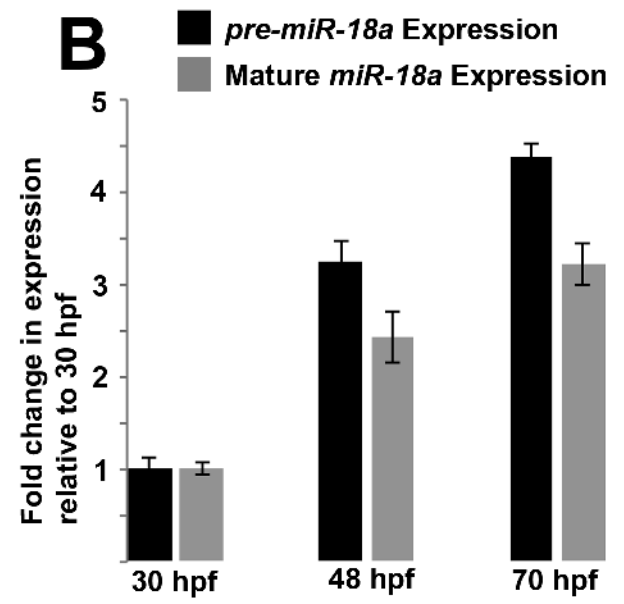 B
pre-miR-18a Expression
Mature miR-18a Expression
Fold change in expression
relative to 30 hpf
5
4
3
2
1
30 hpf
48 hpf
70 hpf